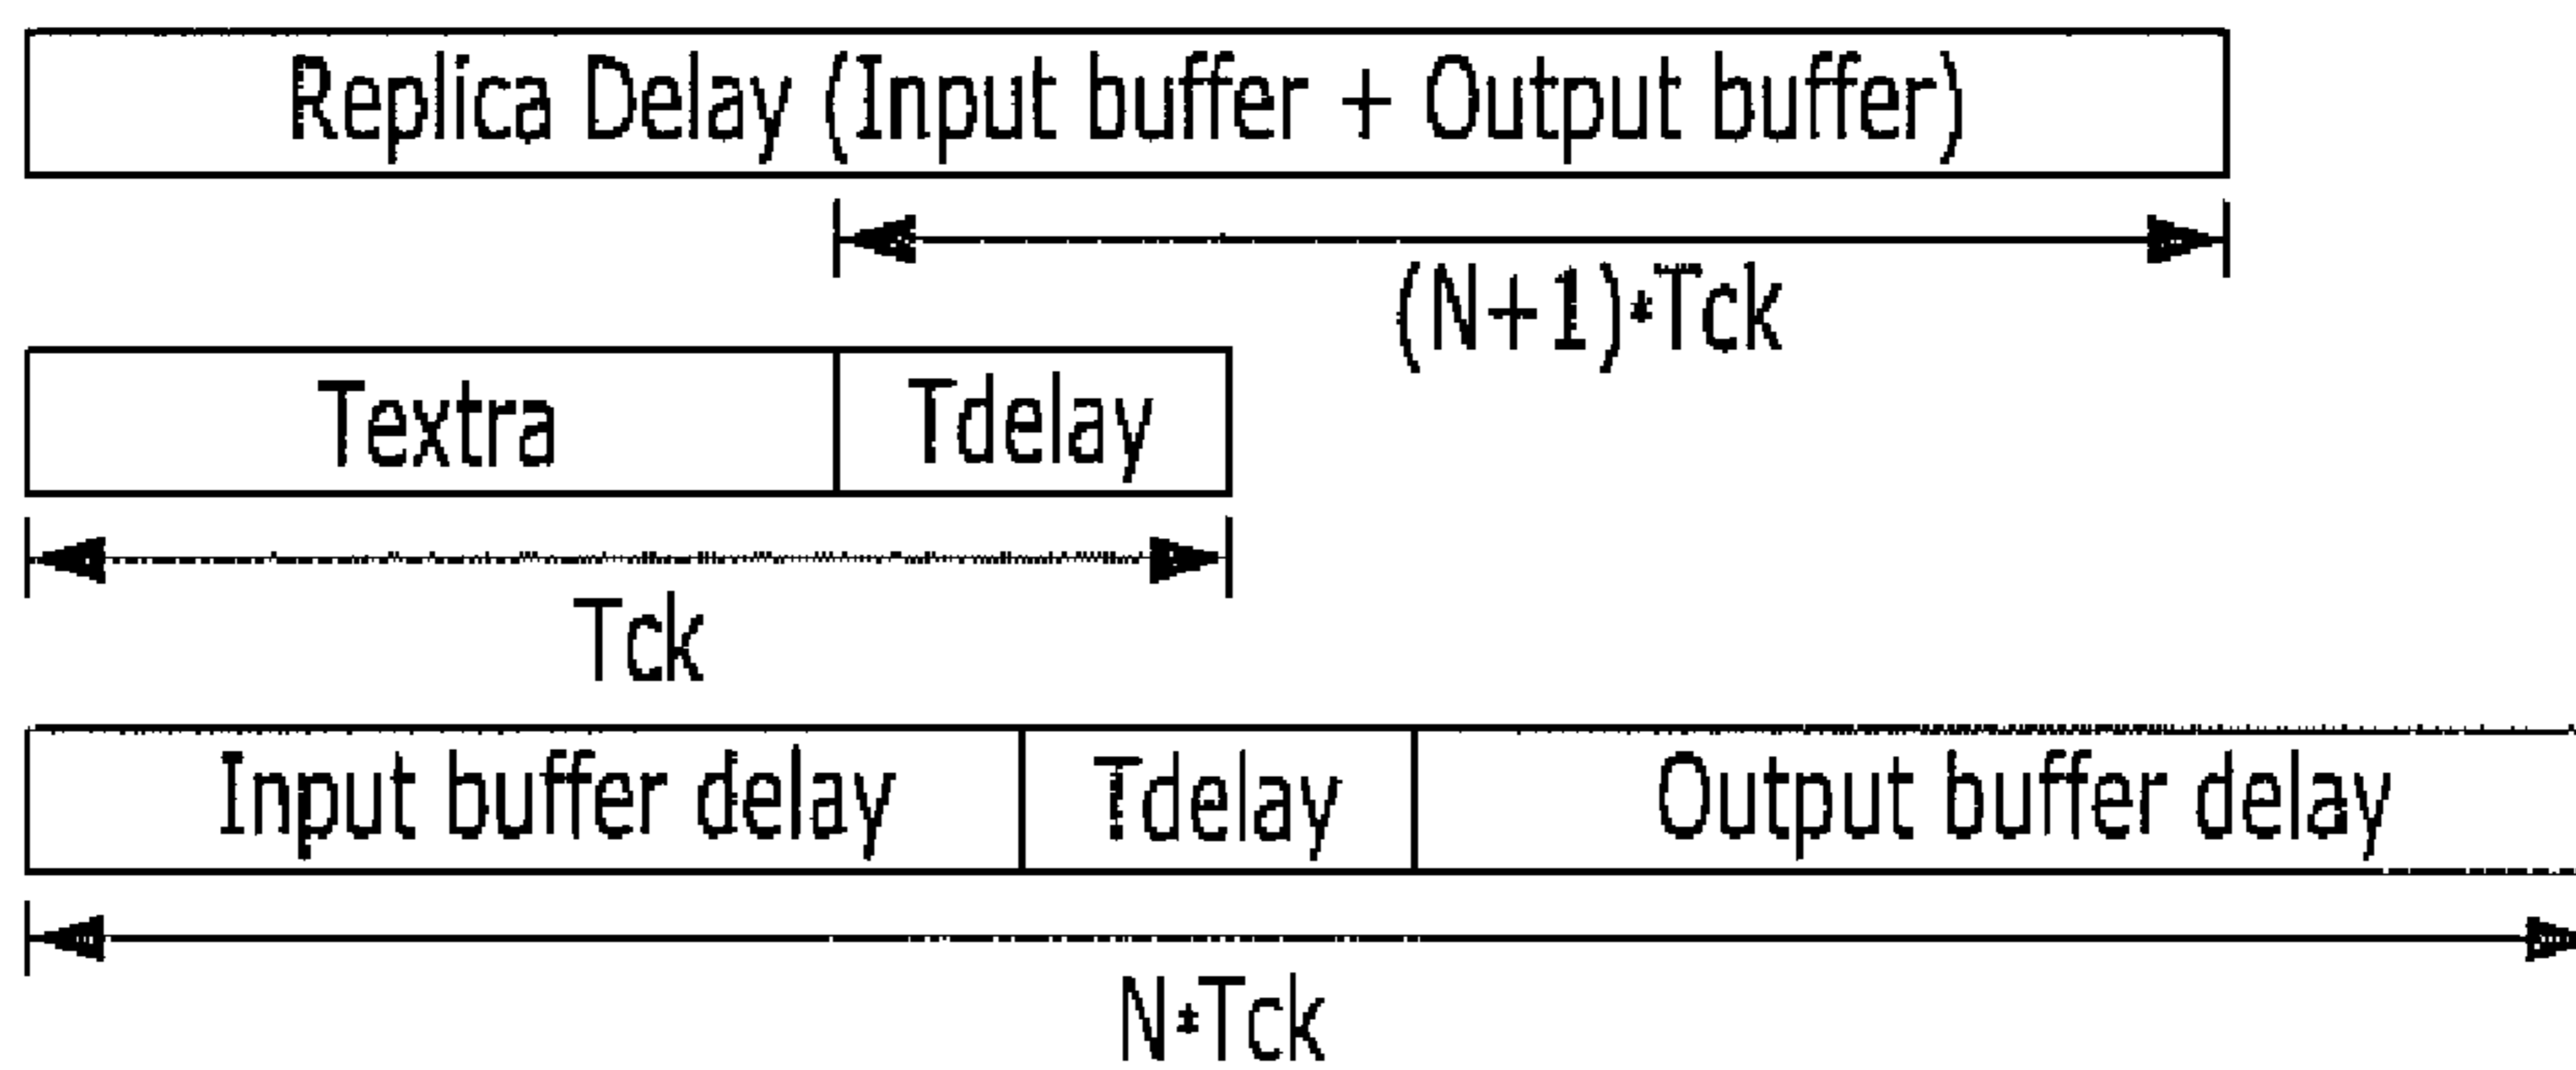 Replica Delay (Input buffer + Output buffer)
(N+1)*Tck
Textra Tdelay
Tck
Input buffer delay Tdelay Output buffer delay
N*Tck